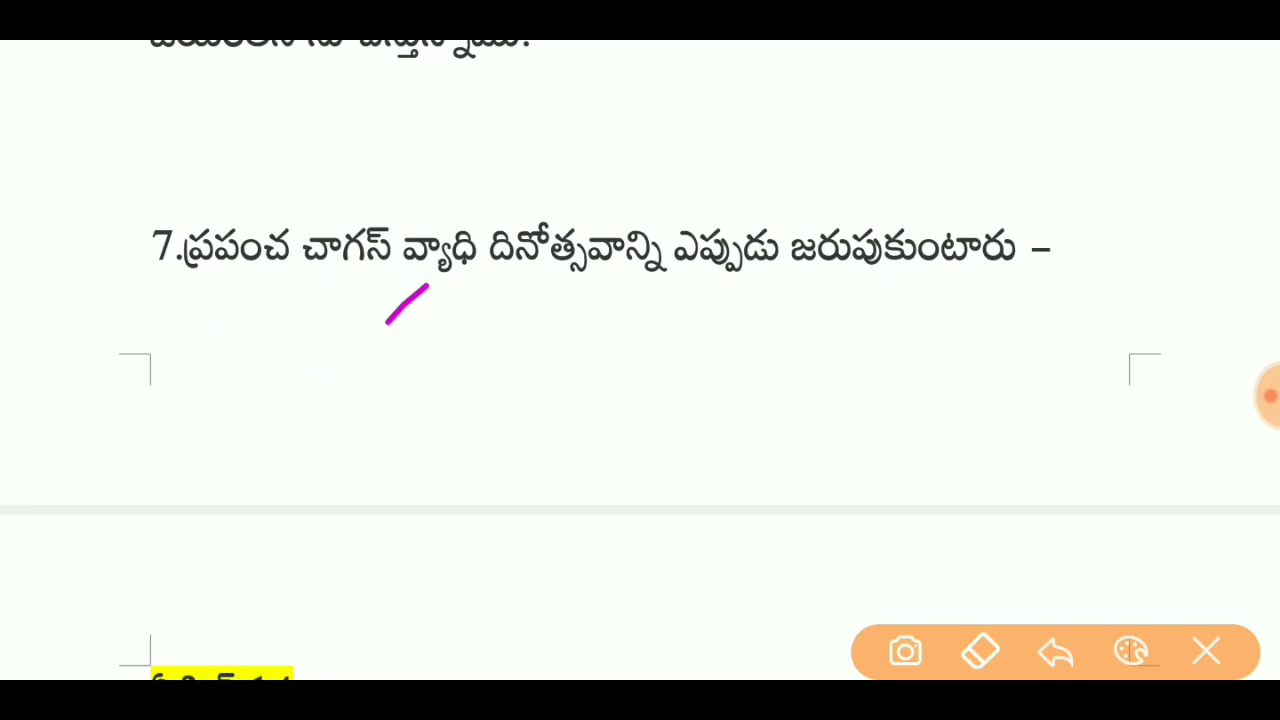 7.ప్రపంచ చాగస్ వ్యాధి దినోత్సవాన్ని ఎప్పుడు జరుపుకుంటారు –